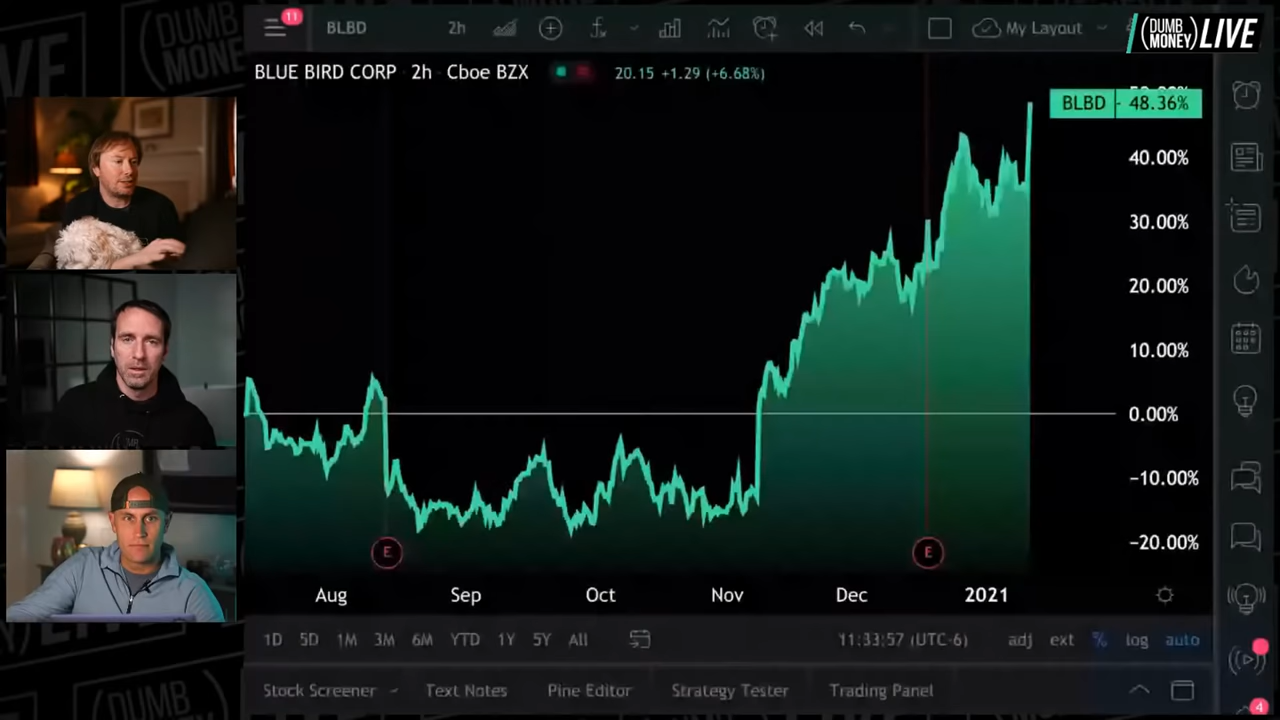 11
BLBD
2h
My Layout
(DUMB MONEY) LIVE
BLUE BIRD CORP 2h Cboe BZX
20.15 +1.29 (+6.68%)
BLBD
48.36%
40.00%
30.00%
20.00%
10.00%
0.00%
-10.00%
-20.00%
E
E
Aug Sep Oct Nov Dec 2021
1D 5D 1M 3M 6M YTD 1Y 5Y All
11:33:57 (UTC-6) adj ext % log auto
Stock Screener Text Notes Pine Editor Strategy Tester Trading Panel
4